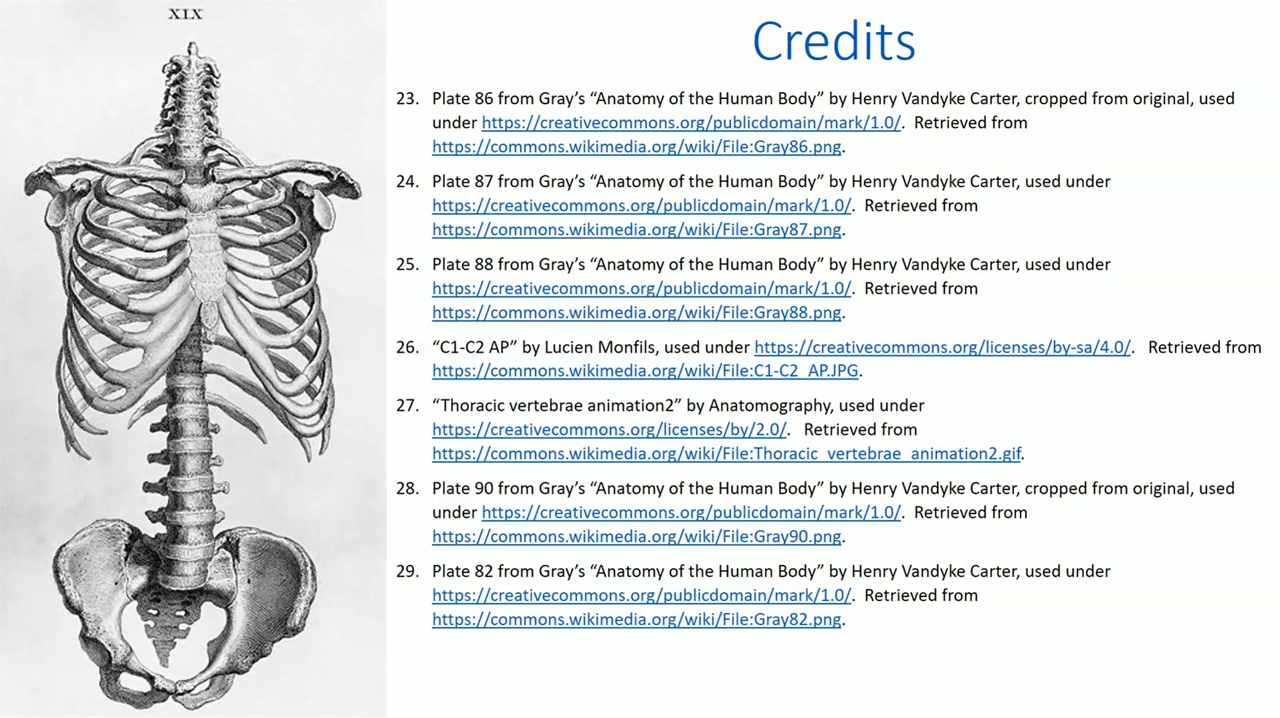 XIX
Credits
23. Plate 86 from Gray’s “Anatomy of the Human Body” by Henry Vandyke Carter, cropped from original, used
under https://creativecommons.org/publicdomain/mark/1.0/. Retrieved from
https://commons.wikimedia.org/wiki/File:Gray86.png.
24. Plate 87 from Gray’s “Anatomy of the Human Body” by Henry Vandyke Carter, used under
https://creativecommons.org/publicdomain/mark/1.0/. Retrieved from
https://commons.wikimedia.org/wiki/File:Gray87.png.
25. Plate 88 from Gray’s “Anatomy of the Human Body” by Henry Vandyke Carter, used under
https://creativecommons.org/publicdomain/mark/1.0/. Retrieved from
https://commons.wikimedia.org/wiki/File:Gray88.png.
26. “C1-C2 AP” by Lucien Monfils, used under https://creativecommons.org/licenses/by-sa/4.0/. Retrieved from
https://commons.wikimedia.org/wiki/File:C1-C2_AP.JPG.
27. “Thoracic vertebrae animation2” by Anatomography, used under
https://creativecommons.org/licenses/by/2.0/. Retrieved from
https://commons.wikimedia.org/wiki/File:Thoracic_vertebrae_animation2.gif.
28. Plate 90 from Gray’s “Anatomy of the Human Body” by Henry Vandyke Carter, cropped from original, used
under https://creativecommons.org/publicdomain/mark/1.0/. Retrieved from
https://commons.wikimedia.org/wiki/File:Gray90.png.
29. Plate 82 from Gray’s “Anatomy of the Human Body” by Henry Vandyke Carter, used under
https://creativecommons.org/publicdomain/mark/1.0/. Retrieved from
https://commons.wikimedia.org/wiki/File:Gray82.png.